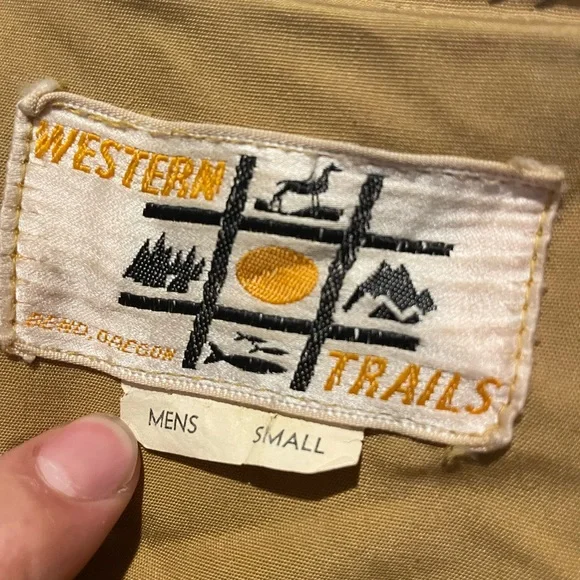 WESTERN
BEND, OREGON
TRAILS
MENS SMALL